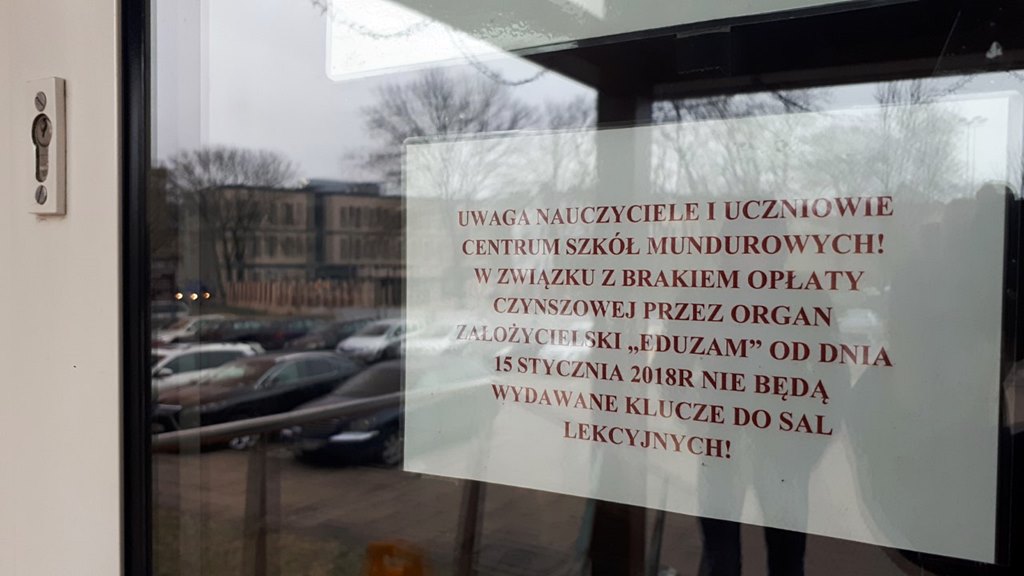 UWAGA NAUCZYCIELE I UCZNIOWIE
CENTRUM SZKÓŁ MUNDUROWYCH!
W ZWIĄZKU Z BRAKIEM OPŁATY
CZYNSZOWEJ PRZEZ ORGAN
ZAŁOŻYCIELSKI „EDUZAM” OD DNIA
15 STYCZNIA 2018R NIE BĘDĄ
WYDAWANE KLUCZE DO SAL
LEKCYJNYCH!